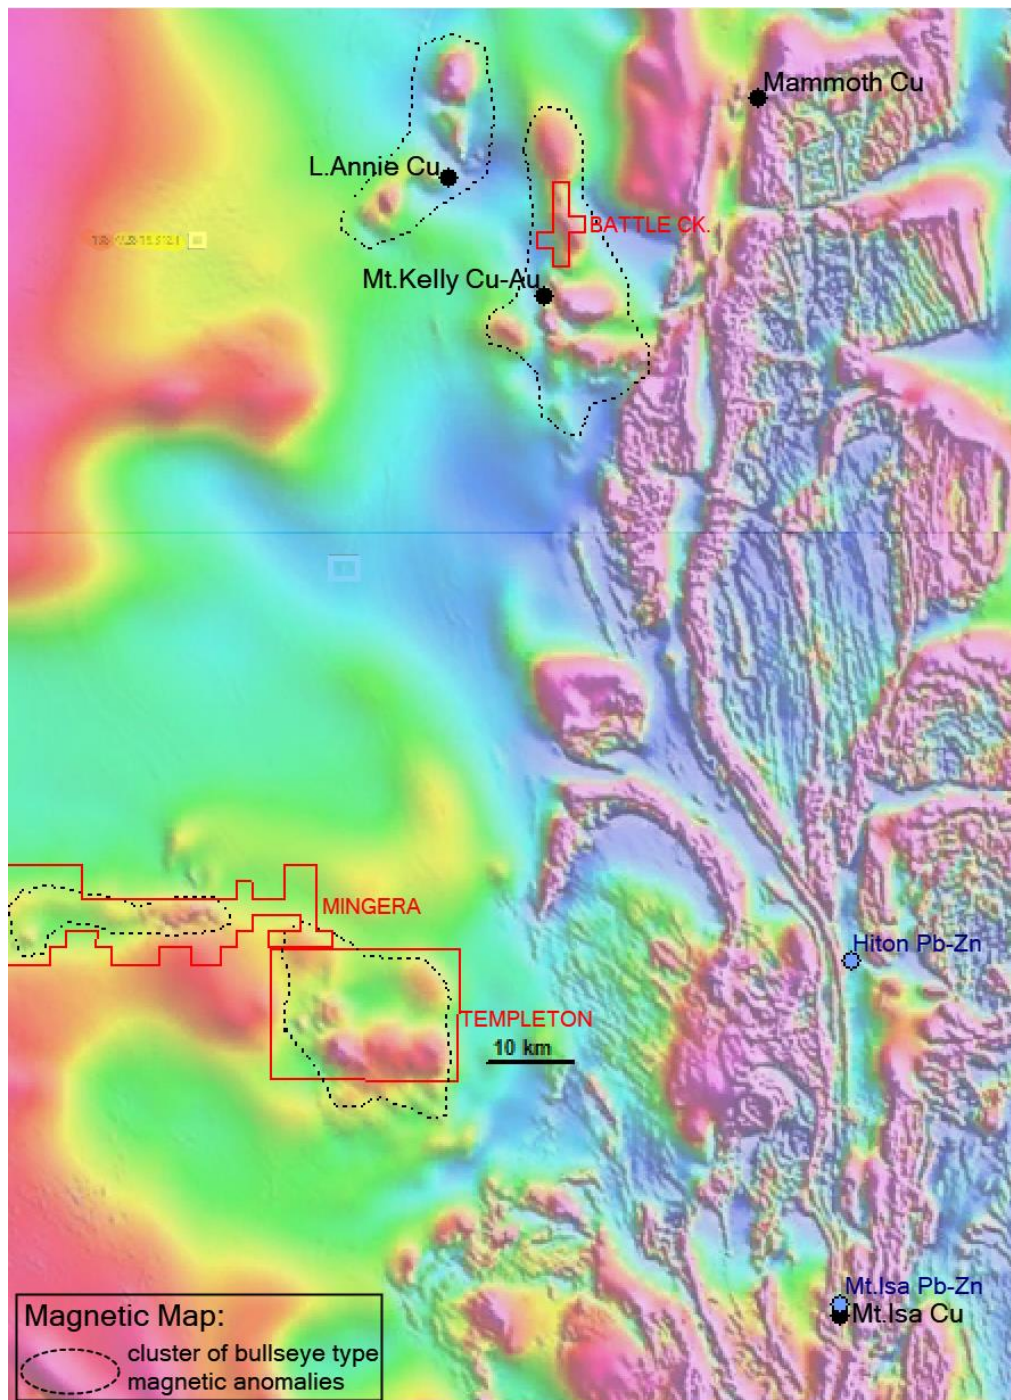 Mammoth Cu
L.Annie Cu
BATTLE CK.
Mt.Kelly Cu-Au
MINGERA
Hiton Pb-Zn
TEMPLETON
10 km
Mt.Isa Pb-Zn
Mt.Isa Cu
Magnetic Map:
cluster of bullseye type
magnetic anomalies